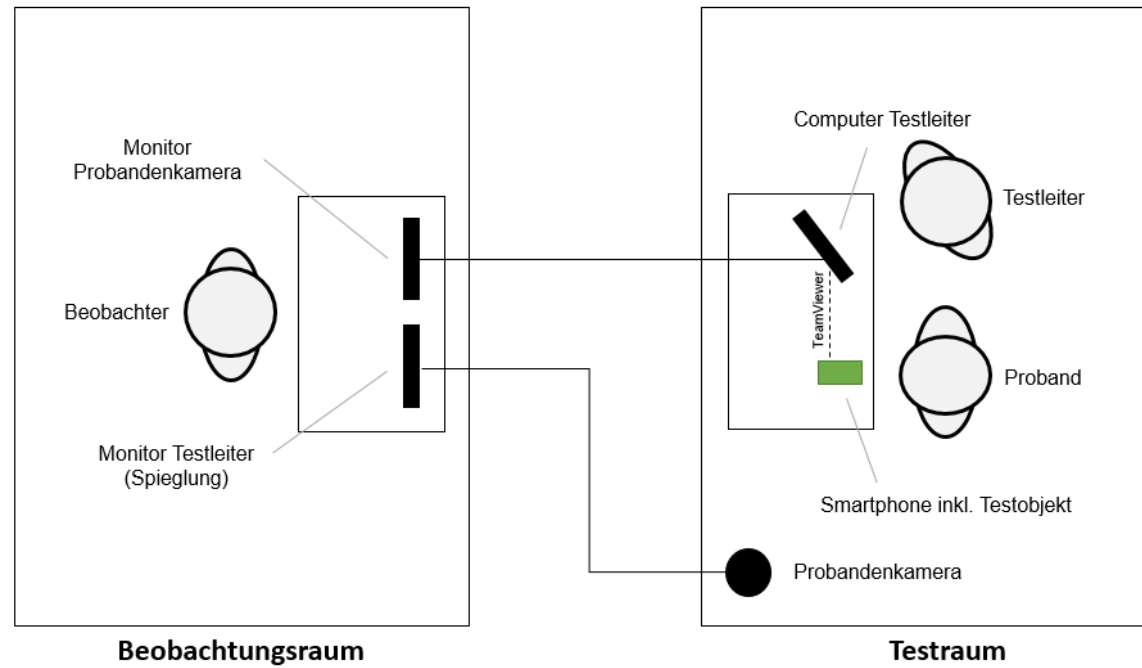 Monitor
Probandenkamera
Beobachter
Monitor Testleiter
(Spieglung)
Beobachtungsraum
Computer Testleiter
Testleiter
TeamViewer
Proband
Smartphone inkl. Testobjekt
Probandenkamera
Testraum